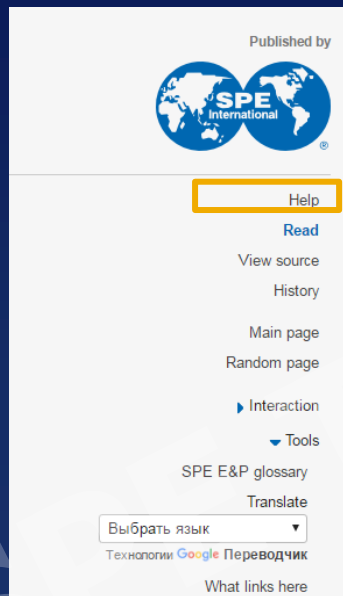 Published by
SPE
International
®
Help
Read
View source
History
Main page
Random page
Interaction
Tools
SPE E&P glossary
Translate
Выбрать язык
Технологии Google Переводчик
What links here